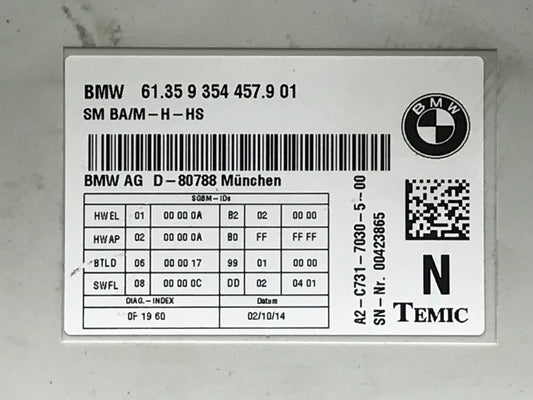 BMW 61.35 9 354 457.9 01
SM BA/M-H-HS
BMW
BMW AG D-80788 München
SGBM-IDs
HWEL 01 00 00 0A B2 02 00 00
HWAP 02 00 00 0A B0 FF FF FF
BTLD 06 00 00 17 99 01 00 00
SWFL 08 00 00 0C DD 02 04 01
DIAG.-INDEX Datum
0F 19 60 02/10/14
A2-C731-7030-5-00
SN-Nr. 00423865
N
TEMIC